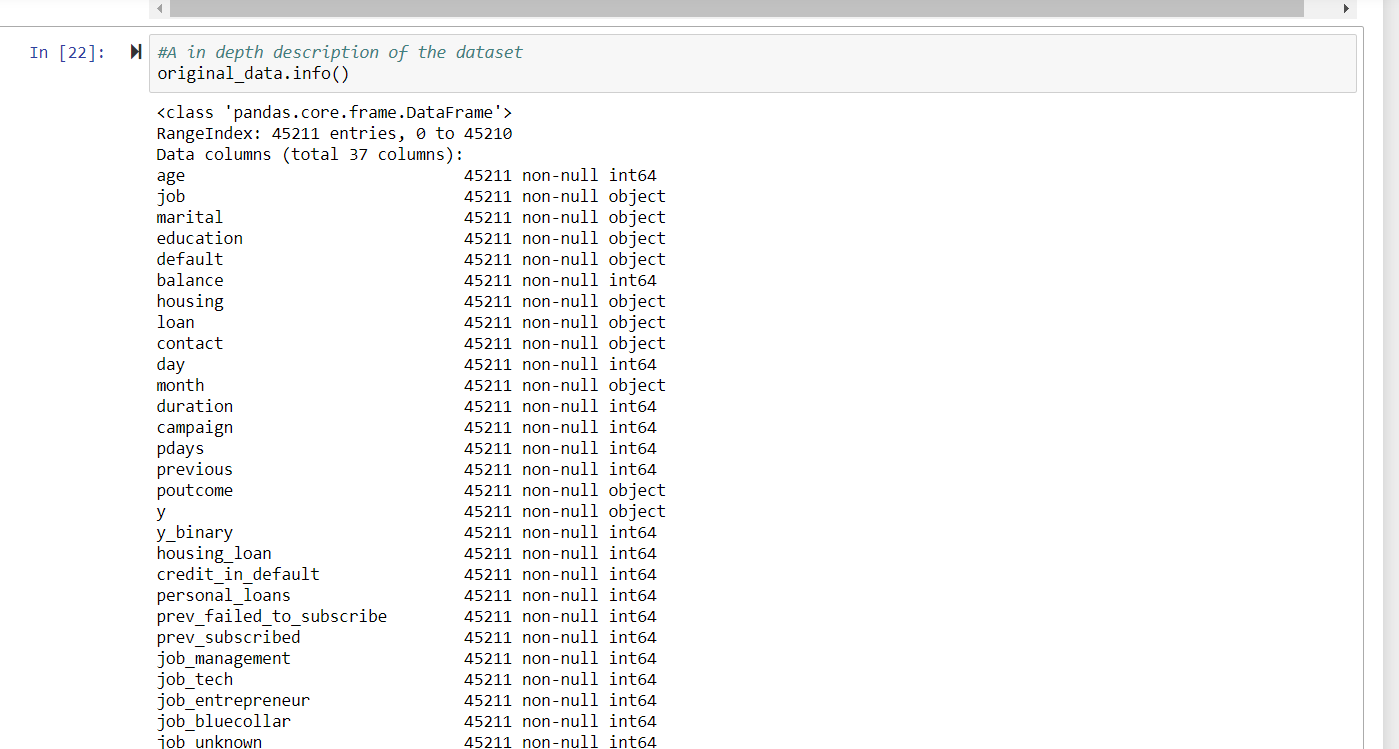 In [22]:
#A in depth description of the dataset
original_data.info()
<class 'pandas.core.frame.DataFrame'>
RangeIndex: 45211 entries, 0 to 45210
Data columns (total 37 columns):
age 45211 non-null int64
job 45211 non-null object
marital 45211 non-null object
education 45211 non-null object
default 45211 non-null object
balance 45211 non-null int64
housing 45211 non-null object
loan 45211 non-null object
contact 45211 non-null object
day 45211 non-null int64
month 45211 non-null object
duration 45211 non-null int64
campaign 45211 non-null int64
pdays 45211 non-null int64
previous 45211 non-null int64
poutcome 45211 non-null object
y 45211 non-null object
y_binary 45211 non-null int64
housing_loan 45211 non-null int64
credit_in_default 45211 non-null int64
personal_loans 45211 non-null int64
prev_failed_to_subscribe 45211 non-null int64
prev_subscribed 45211 non-null int64
job_management 45211 non-null int64
job_tech 45211 non-null int64
job_entrepreneur 45211 non-null int64
job_bluecollar 45211 non-null int64
job_unknown 45211 non-null int64